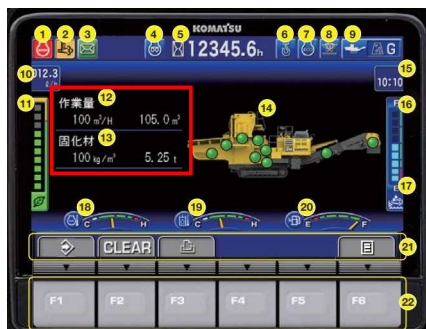 KOMATSU
1 2 3 4 5 12345.6h 6 7 8 9 G
10 012.3 15
10:10
11 作業量 12 16
100 m³/H 105.0 m³ 14
固化材 13
100 kg/m³ 5.25 t
17 E
18 C H 19 C H 20 E F
CLEAR 21
F1 F2 F3 F4 F5 F6 22